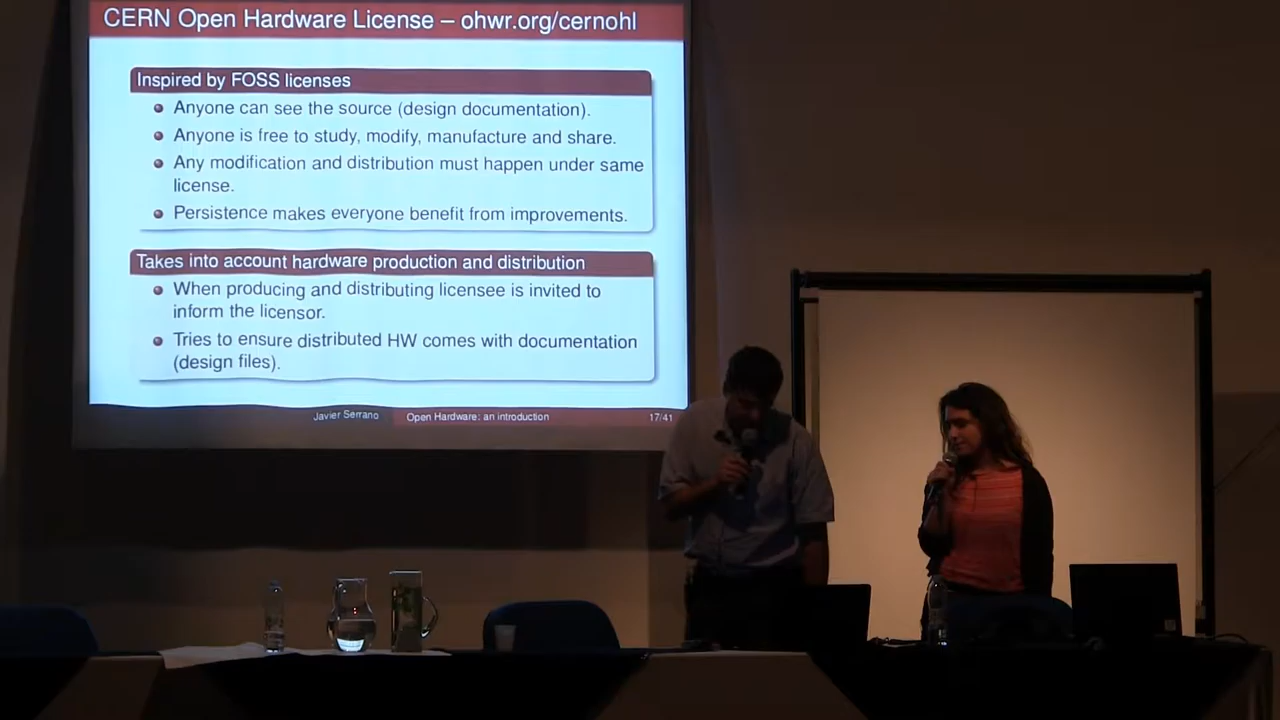 CERN Open Hardware License – ohwr.org/cernohl
Inspired by FOSS licenses
Anyone can see the source (design documentation).
Anyone is free to study, modify, manufacture and share.
Any modification and distribution must happen under same
license.
Persistence makes everyone benefit from improvements.
Takes into account hardware production and distribution
When producing and distributing licensee is invited to
inform the licensor.
Tries to ensure distributed HW comes with documentation
(design files).
Javier Serrano
Open Hardware: an introduction
17/41